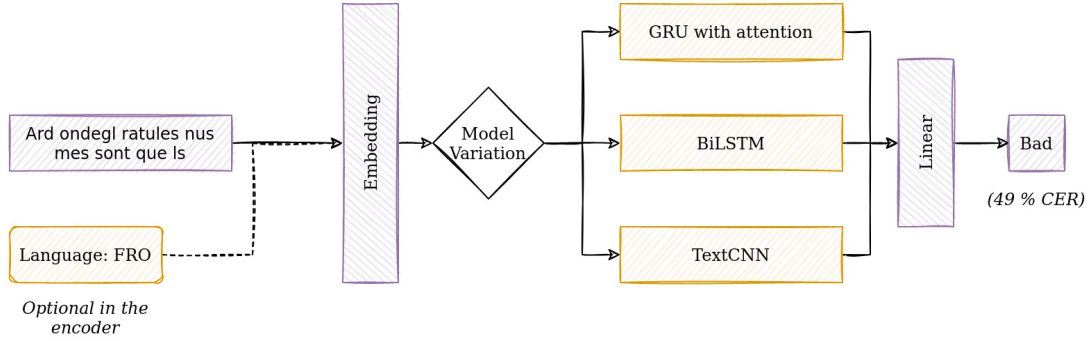 Ard ondegl ratules nus
mes sont que ls
Language: FRO
Optional in the
encoder
Embedding
Model
Variation
GRU with attention
BiLSTM
TextCNN
Linear
Bad
(49 % CER)